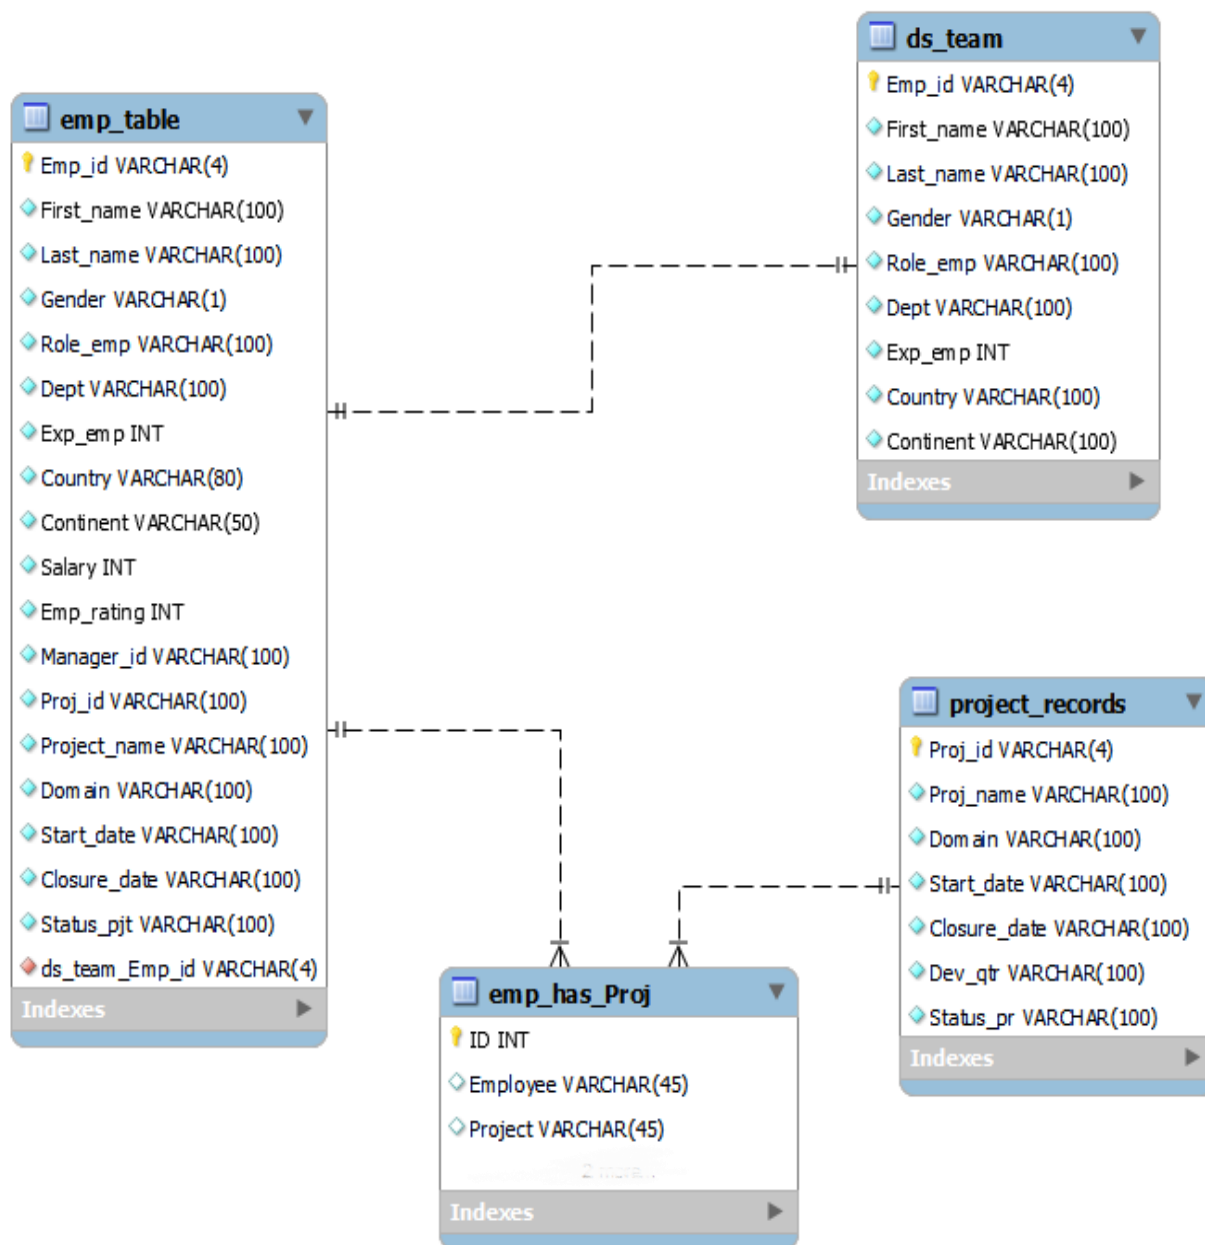 emp_table
Emp_id VARCHAR(4)
First_name VARCHAR(100)
Last_name VARCHAR(100)
Gender VARCHAR(1)
Role_emp VARCHAR(100)
Dept VARCHAR(100)
Exp_emp INT
Country VARCHAR(80)
Continent VARCHAR(50)
Salary INT
Emp_rating INT
Manager_id VARCHAR(100)
Proj_id VARCHAR(100)
Project_name VARCHAR(100)
Domain VARCHAR(100)
Start_date VARCHAR(100)
Closure_date VARCHAR(100)
Status_pjt VARCHAR(100)
ds_team_Emp_id VARCHAR(4)
Indexes
ds_team
Emp_id VARCHAR(4)
First_name VARCHAR(100)
Last_name VARCHAR(100)
Gender VARCHAR(1)
Role_emp VARCHAR(100)
Dept VARCHAR(100)
Exp_emp INT
Country VARCHAR(100)
Continent VARCHAR(100)
Indexes
project_records
Proj_id VARCHAR(4)
Proj_name VARCHAR(100)
Domain VARCHAR(100)
Start_date VARCHAR(100)
Closure_date VARCHAR(100)
Dev_qtr VARCHAR(100)
Status_pr VARCHAR(100)
Indexes
emp_has_Proj
ID INT
Employee VARCHAR(45)
Project VARCHAR(45)
2 more...
Indexes